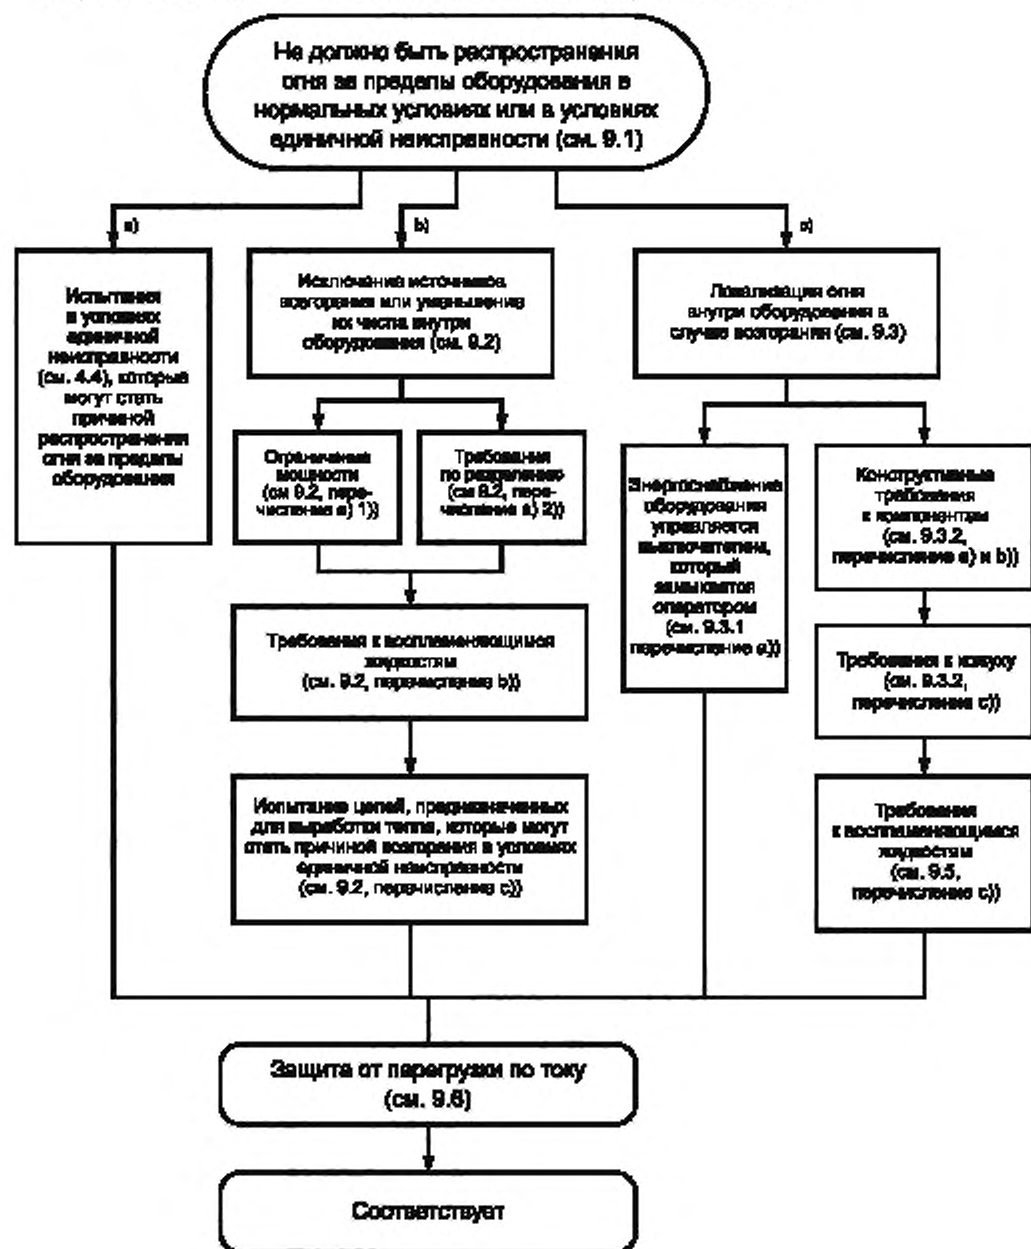 Не должно быть распространения
огня за пределы оборудования в
нормальных условиях или в условиях
единичной неисправности (см. 9.1)
a)
b)
c)
Испытания
в условиях
единичной
неисправности
(см. 4.4), которые
могут стать
причиной
распространения
огня за пределы
оборудования
Исключение источников
возгорания или уменьшение
их числа внутри
оборудования (см. 9.2)
Ограничение
мощности
(см 9.2, пере-
числение a) 1))
Требования
по разделению
(см 9.2, пере-
числение a) 2))
Требования к воспламеняющимся
жидкостям
(см. 9.2, перечисление b))
Испытание цепей, предназначенных
для выработки тепла, которые могут
стать причиной возгорания в условиях
единичной неисправности
(см. 9.2, перечисление c))
Локализация огня
внутри оборудования в
случае возгорания (см. 9.3)
Энергоснабжение
оборудования
управляется
выключателем,
который
замыкается
оператором
(см. 9.3.1
перечисление a))
Конструктивные
требования
к компонентам
(см. 9.3.2,
перечисление a) и b))
Требования к кожуху
(см. 9.3.2,
перечисление c))
Требования
к воспламеняющимся
жидкостям
(см. 9.5,
перечисление c))
Защита от перегрузки по току
(см. 9.6)
Соответствует